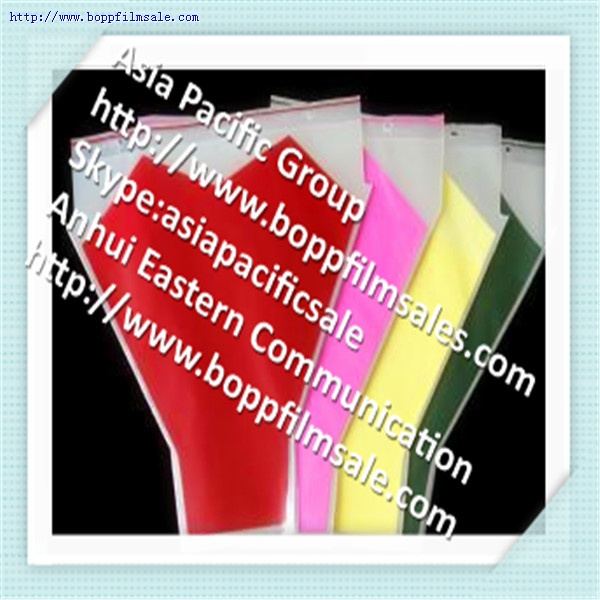 http://www.boppfilmsale.com
Asia Pacific Group
http://www.boppfilmsales.com
Skype:asiapacificsale
Anhui Eastern Communication
http://www.boppfilmsale.com